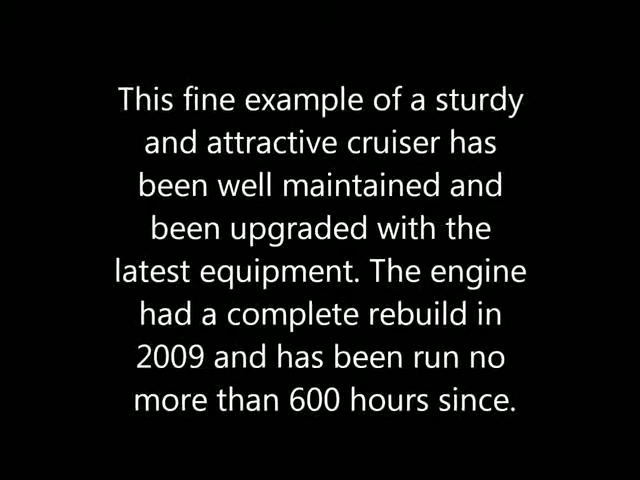 This fine example of a sturdy
and attractive cruiser has
been well maintained and
been upgraded with the
latest equipment. The engine
had a complete rebuild in
2009 and has been run no
more than 600 hours since.